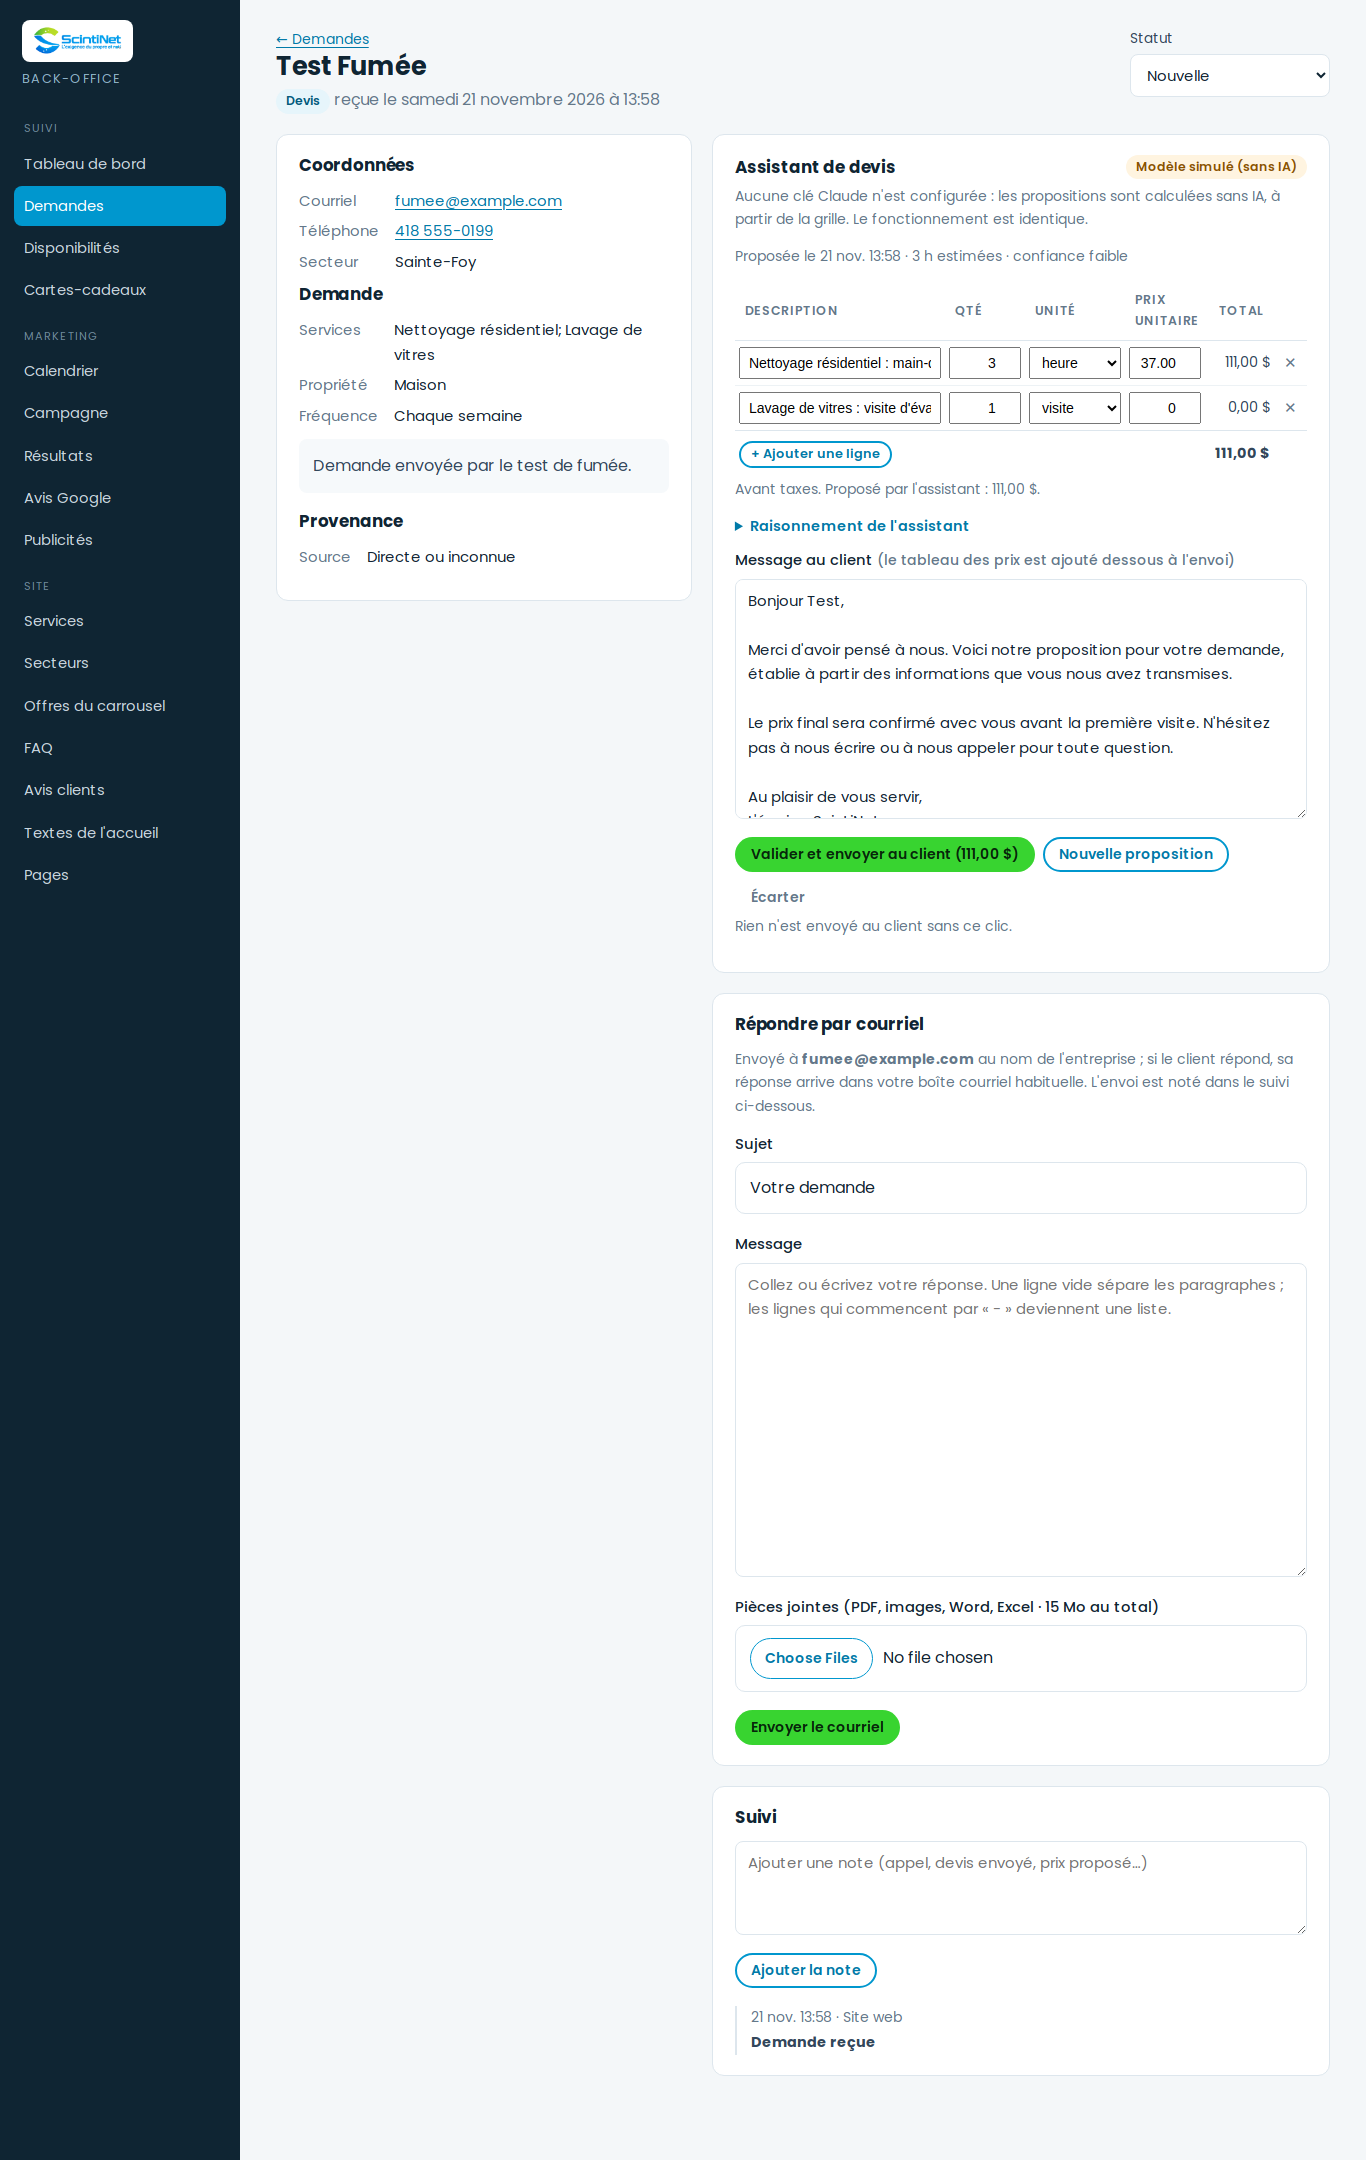 ScintiNet
L'exigence du propre et net
BACK-OFFICE
SUIVI
Tableau de bord
Demandes
Disponibilités
Cartes-cadeaux
MARKETING
Calendrier
Campagne
Résultats
Avis Google
Publicités
SITE
Services
Secteurs
Offres du carrousel
FAQ
Avis clients
Textes de l'accueil
Pages
← Demandes
Test Fumée
Devis reçue le samedi 21 novembre 2026 à 13:58
Statut
Nouvelle
Coordonnées
Courriel fumee@example.com
Téléphone 418 555-0199
Secteur Sainte-Foy
Demande
Services Nettoyage résidentiel; Lavage de
vitres
Propriété Maison
Fréquence Chaque semaine
Demande envoyée par le test de fumée.
Provenance
Source Directe ou inconnue
Assistant de devis Modèle simulé (sans IA)
Aucune clé Claude n'est configurée : les propositions sont calculées sans IA, à
partir de la grille. Le fonctionnement est identique.
Proposée le 21 nov. 13:58 · 3 h estimées · confiance faible
DESCRIPTION QTÉ UNITÉ PRIX UNITAIRE TOTAL
Nettoyage résidentiel : main- 3 heure 37.00 111,00 $ ×
Lavage de vitres : visite d'éva 1 visite 0 0,00 $ ×
+ Ajouter une ligne 111,00 $
Avant taxes. Proposé par l'assistant : 111,00 $.
▶ Raisonnement de l'assistant
Message au client (le tableau des prix est ajouté dessous à l'envoi)
Bonjour Test,
Merci d'avoir pensé à nous. Voici notre proposition pour votre demande,
établie à partir des informations que vous nous avez transmises.
Le prix final sera confirmé avec vous avant la première visite. N'hésitez
pas à nous écrire ou à nous appeler pour toute question.
Au plaisir de vous servir,
Valider et envoyer au client (111,00 $) Nouvelle proposition
Écarter
Rien n'est envoyé au client sans ce clic.
Répondre par courriel
Envoyé à fumee@example.com au nom de l'entreprise ; si le client répond, sa
réponse arrive dans votre boîte courriel habituelle. L'envoi est noté dans le suivi
ci-dessous.
Sujet
Votre demande
Message
Collez ou écrivez votre réponse. Une ligne vide sépare les paragraphes ;
les lignes qui commencent par « - » deviennent une liste.
Pièces jointes (PDF, images, Word, Excel · 15 Mo au total)
Choose Files No file chosen
Envoyer le courriel
Suivi
Ajouter une note (appel, devis envoyé, prix proposé…)
Ajouter la note
21 nov. 13:58 · Site web
Demande reçue